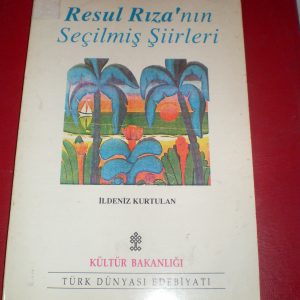 Resul Rıza'nın
Seçilmiş Şiirleri
İLDENİZ KURTULAN
KÜLTÜR BAKANLIĞI
TÜRK DÜNYASI EDEBİYATI